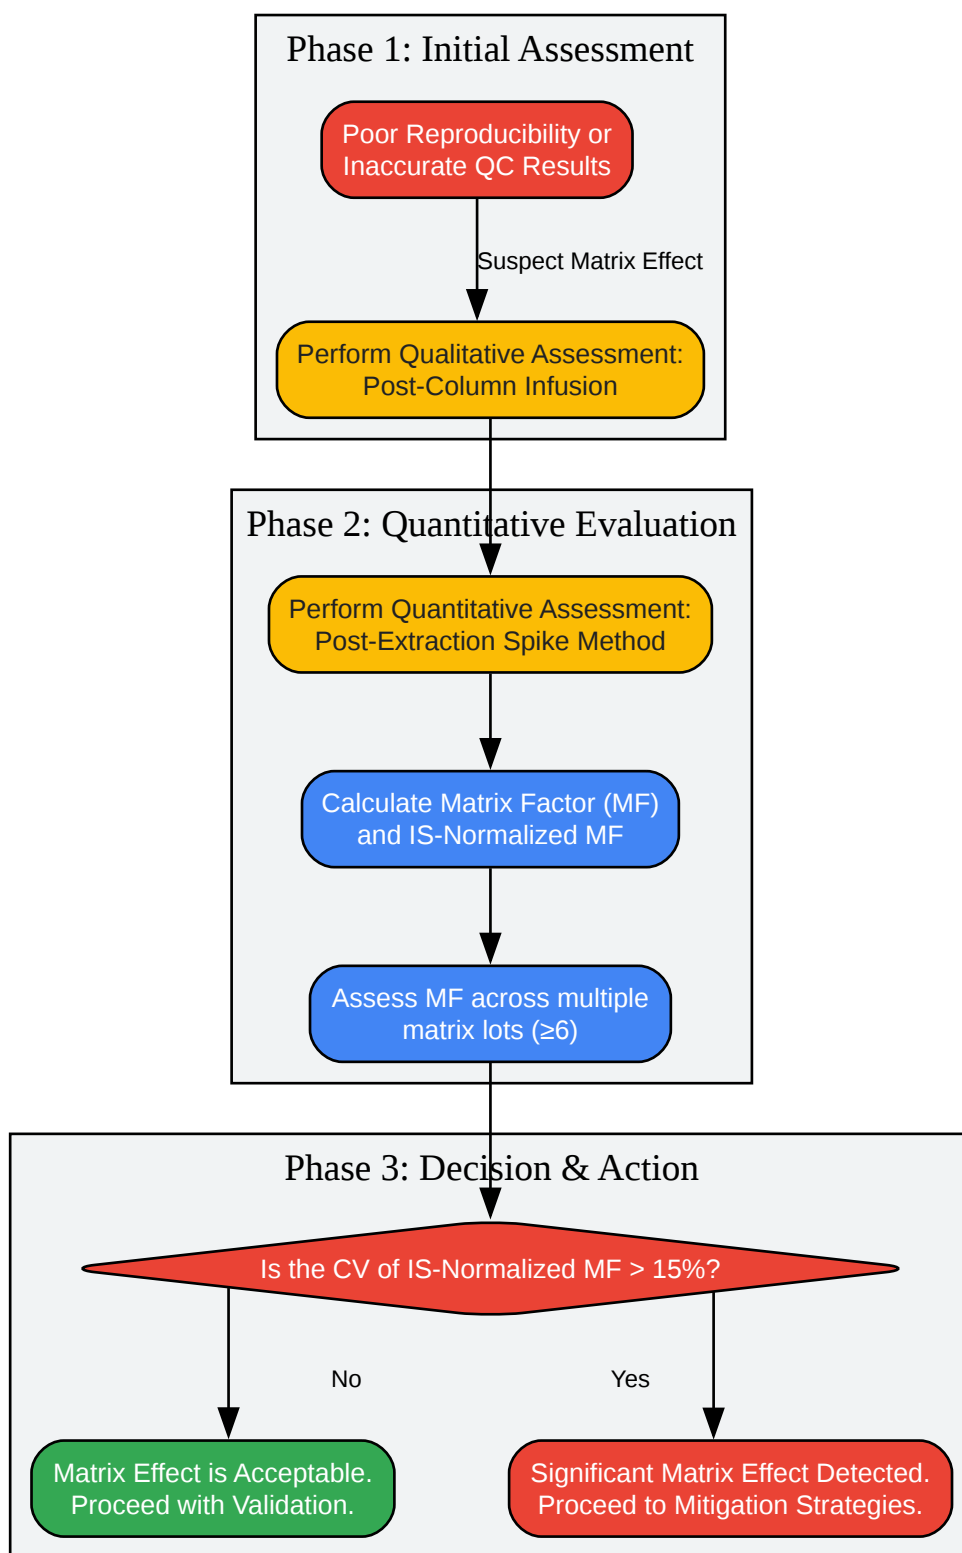 Phase 1: Initial Assessment
Poor Reproducibility or
Inaccurate QC Results
Suspect Matrix Effect
Perform Qualitative Assessment:
Post-Column Infusion
Phase 2: Quantitative Evaluation
Perform Quantitative Assessment:
Post-Extraction Spike Method
Calculate Matrix Factor (MF)
and IS-Normalized MF
Assess MF across multiple
matrix lots (≥6)
Phase 3: Decision & Action
Is the CV of IS-Normalized MF > 15%?
No
Yes
Matrix Effect is Acceptable.
Proceed with Validation.
Significant Matrix Effect Detected.
Proceed to Mitigation Strategies.